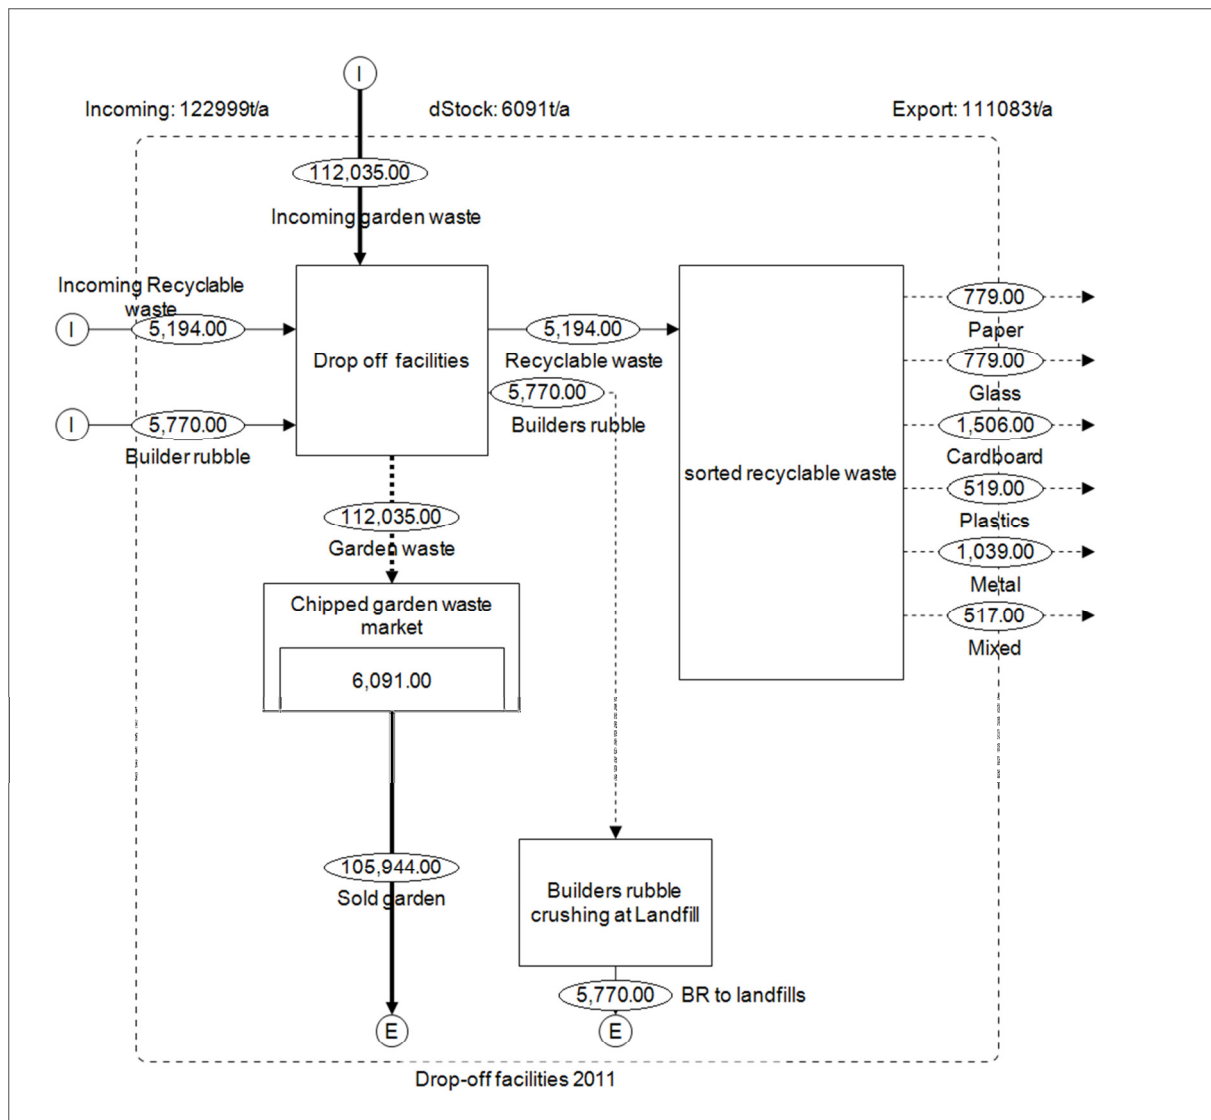 I
Incoming: 122999t/a
dStock: 6091t/a
Export: 111083t/a
112,035.00
Incoming garden waste
Incoming Recyclable
waste
I
5,194.00
Drop off facilities
5,194.00
Recyclable waste
5,770.00
Builders rubble
I
5,770.00
Builder rubble
sorted recyclable waste
779.00
Paper
779.00
Glass
1,506.00
Cardboard
519.00
Plastics
1,039.00
Metal
517.00
Mixed
112,035.00
Garden waste
Chipped garden waste
market
6,091.00
105,944.00
Sold garden
E
Builders rubble
crushing at Landfill
5,770.00
BR to landfills
E
Drop-off facilities 2011